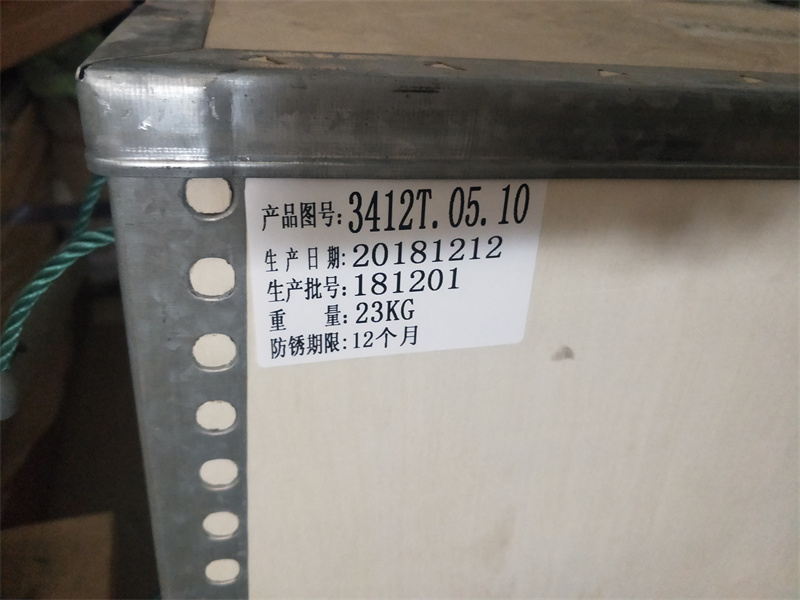 产品图号:3412T.05.10
生产日期:20181212
生产批号:181201
重 量:23KG
防锈期限:12个月